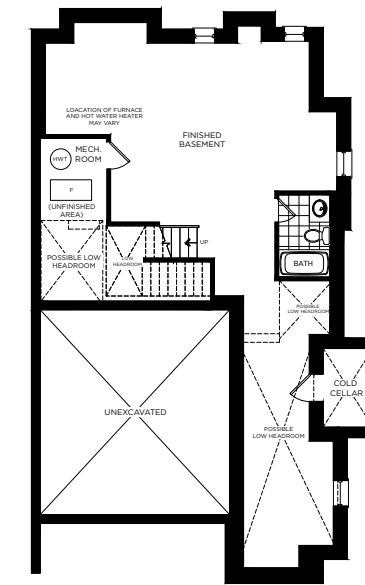 LOACATION OF FURNACE
AND HOT WATER HEATER
MAY VARY
FINISHED
BASEMENT
MECH.
ROOM
HWT
F
(UNFINISHED
AREA)
UP
POSSIBLE LOW
HEADROOM
LOW
HEADROOM
BATH
POSSIBLE
LOW HEADROOM
COLD
CELLAR
UNEXCAVATED
POSSIBLE
LOW HEADROOM